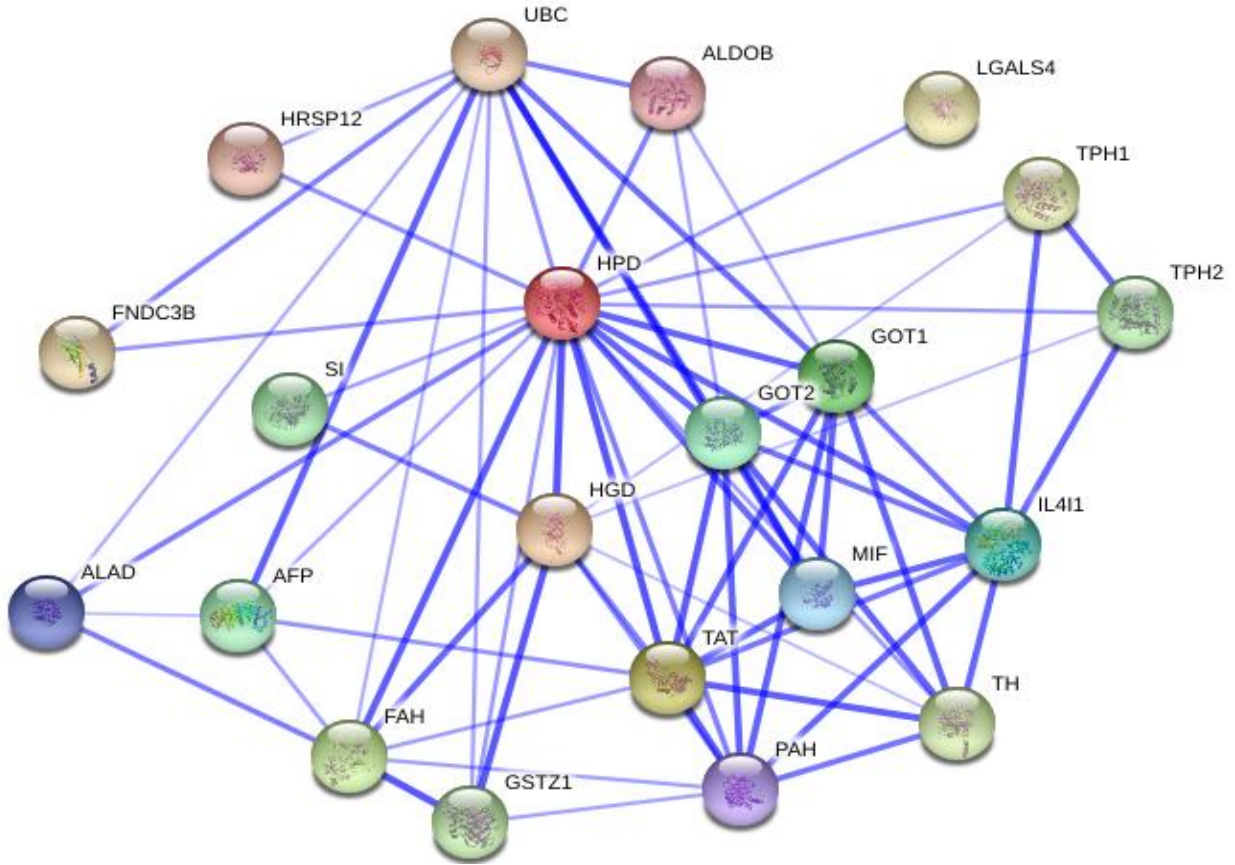 UBC
ALDOB
LGALS4
HRSP12
TPH1
HPD
TPH2
FNDC3B
GOT1
SI
GOT2
HGD
IL4I1
MIF
ALAD
AFP
TAT
TH
FAH
PAH
GSTZ1